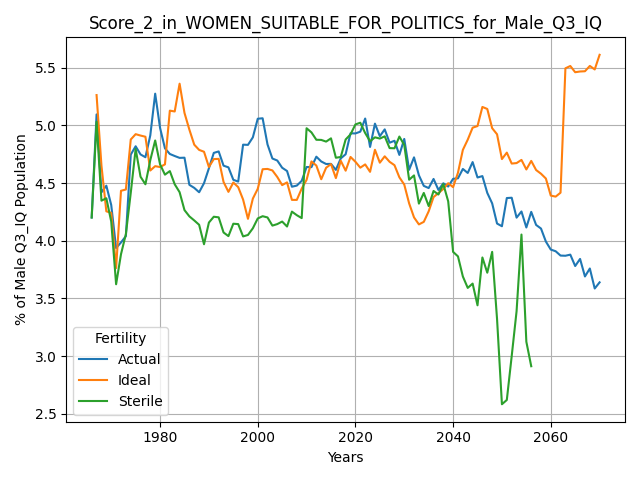 Score_2_in_WOMEN_SUITABLE_FOR_POLITICS_for_Male_Q3_IQ
% of Male Q3_IQ Population
5.5
5.0
4.5
4.0
3.5
3.0
2.5
Fertility
Actual
Ideal
Sterile
1980
2000
2020
2040
2060
Years